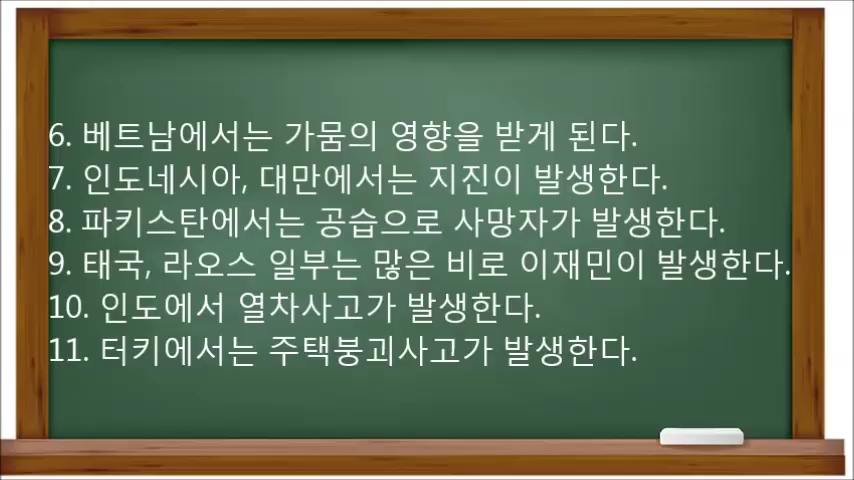 6. 베트남에서는 가뭄의 영향을 받게 된다.
7. 인도네시아, 대만에서는 지진이 발생한다.
8. 파키스탄에서는 공습으로 사망자가 발생한다.
9. 태국, 라오스 일부는 많은 비로 이재민이 발생한다.
10. 인도에서 열차사고가 발생한다.
11. 터키에서는 주택붕괴사고가 발생한다.